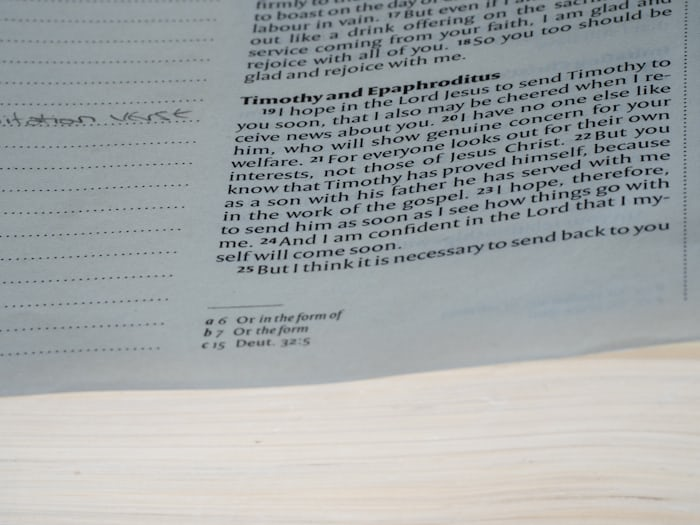 firmly to the
to boast on the day of
labour in vain. 17 But even if I am
out like a drink offering on the
service coming from your faith. I am glad and
rejoice with all of you. 18 So you too should be
glad and rejoice with me.
Timothy and Epaphroditus
19 I hope in the Lord Jesus to send Timothy to
you soon, that I also may be cheered when I re-
ceive news about you. 20 I have no one else like
him, who will show genuine concern for your
welfare. 21 For everyone looks out for their own
interests, not those of Jesus Christ. 22 But you
know that Timothy has proved himself, because
as a son with his father he has served with me
in the work of the gospel. 23 I hope, therefore,
to send him as soon as I see how things go with
me. 24 And I am confident in the Lord that I my-
self will come soon.
25 But I think it is necessary to send back to you
a 6 Or in the form of
b 7 Or the form
c 15 Deut. 32:5
verse